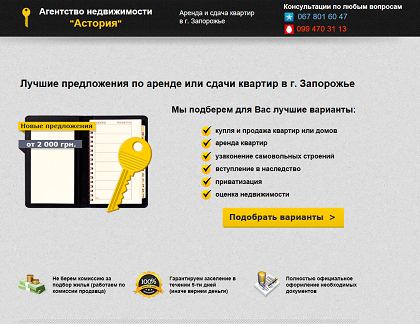 Агентство недвижимости
"Астория"
Аренда и сдача квартир
в г. Запорожье
Консультации по любым вопросам
067 801 60 47
099 470 31 13
Лучшие предложения по аренде или сдачи квартир в г. Запорожье
Мы подберем для Вас лучшие варианты:
Новые предложения
от 2 000 грн.
купля и продажа квартир или домов
аренда квартир
узаконение самовольных строений
вступление в наследство
приватизация
оценка недвижимости
Подобрать варианты >
Не берем комиссию за
подбор жилья (работаем по
комиссии продавца)
100%
Гарантируем заселение в
течении 5-ти дней
(иначе вернем деньги)
Полностью официальное
оформление необходимых
документов